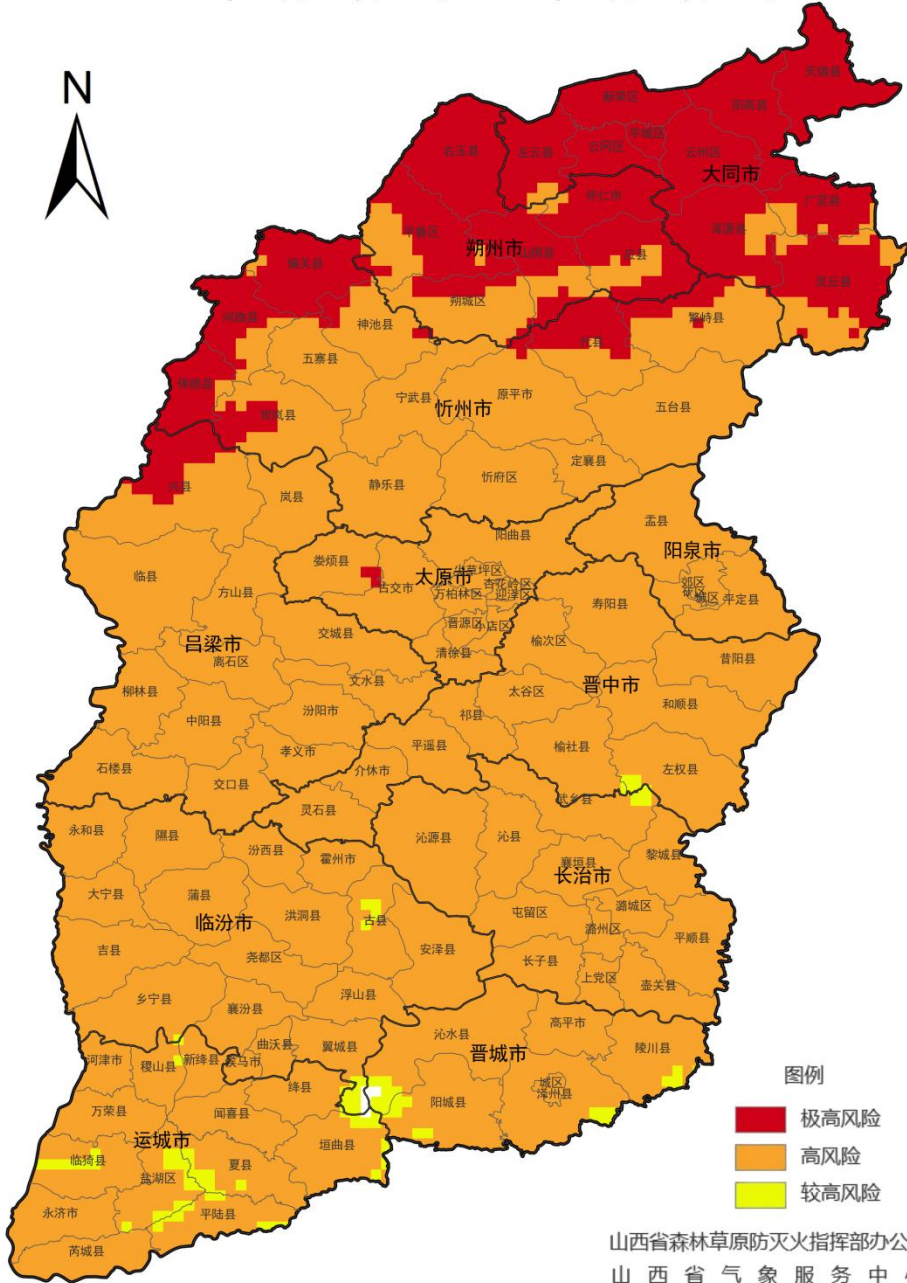 N
天镇县
阳高县
新荣区
平城区
云冈区
云州区
左云县
右玉县
大同市
怀仁市
广灵县
浑源县
平鲁区
朔州市
山阴县
应县
灵丘县
偏关县
朔城区
神池县
繁峙县
河曲县
代县
五寨县
保德县
宁武县
原平市
忻州市
五台县
岢岚县
定襄县
兴县
岚县
静乐县
忻府区
盂县
阳曲县
阳泉市
娄烦县
太原市
尖草坪区
古交市
杏花岭区
万柏林区
迎泽区
郊区
矿区
城区
平定县
临县
方山县
寿阳县
晋源区
小店区
交城县
吕梁市
榆次区
清徐县
离石区
昔阳县
文水县
晋中市
柳林县
太谷区
和顺县
中阳县
汾阳市
祁县
孝义市
平遥县
榆社县
石楼县
介休市
左权县
交口县
武乡县
灵石县
永和县
隰县
沁源县
沁县
汾西县
霍州市
襄垣县
黎城县
长治市
大宁县
蒲县
洪洞县
古县
屯留区
潞城区
临汾市
潞州区
平顺县
吉县
尧都区
安泽县
长子县
上党区
壶关县
乡宁县
襄汾县
浮山县
高平市
沁水县
陵川县
曲沃县
翼城县
晋城市
河津市
稷山县
新绛县
侯马市
绛县
城区
泽州县
阳城县
万荣县
闻喜县
运城市
垣曲县
临猗县
夏县
盐湖区
永济市
平陆县
芮城县
图例
极高风险
高风险
较高风险
山西省森林草原防灭火指挥部办公
山西省气象服务中